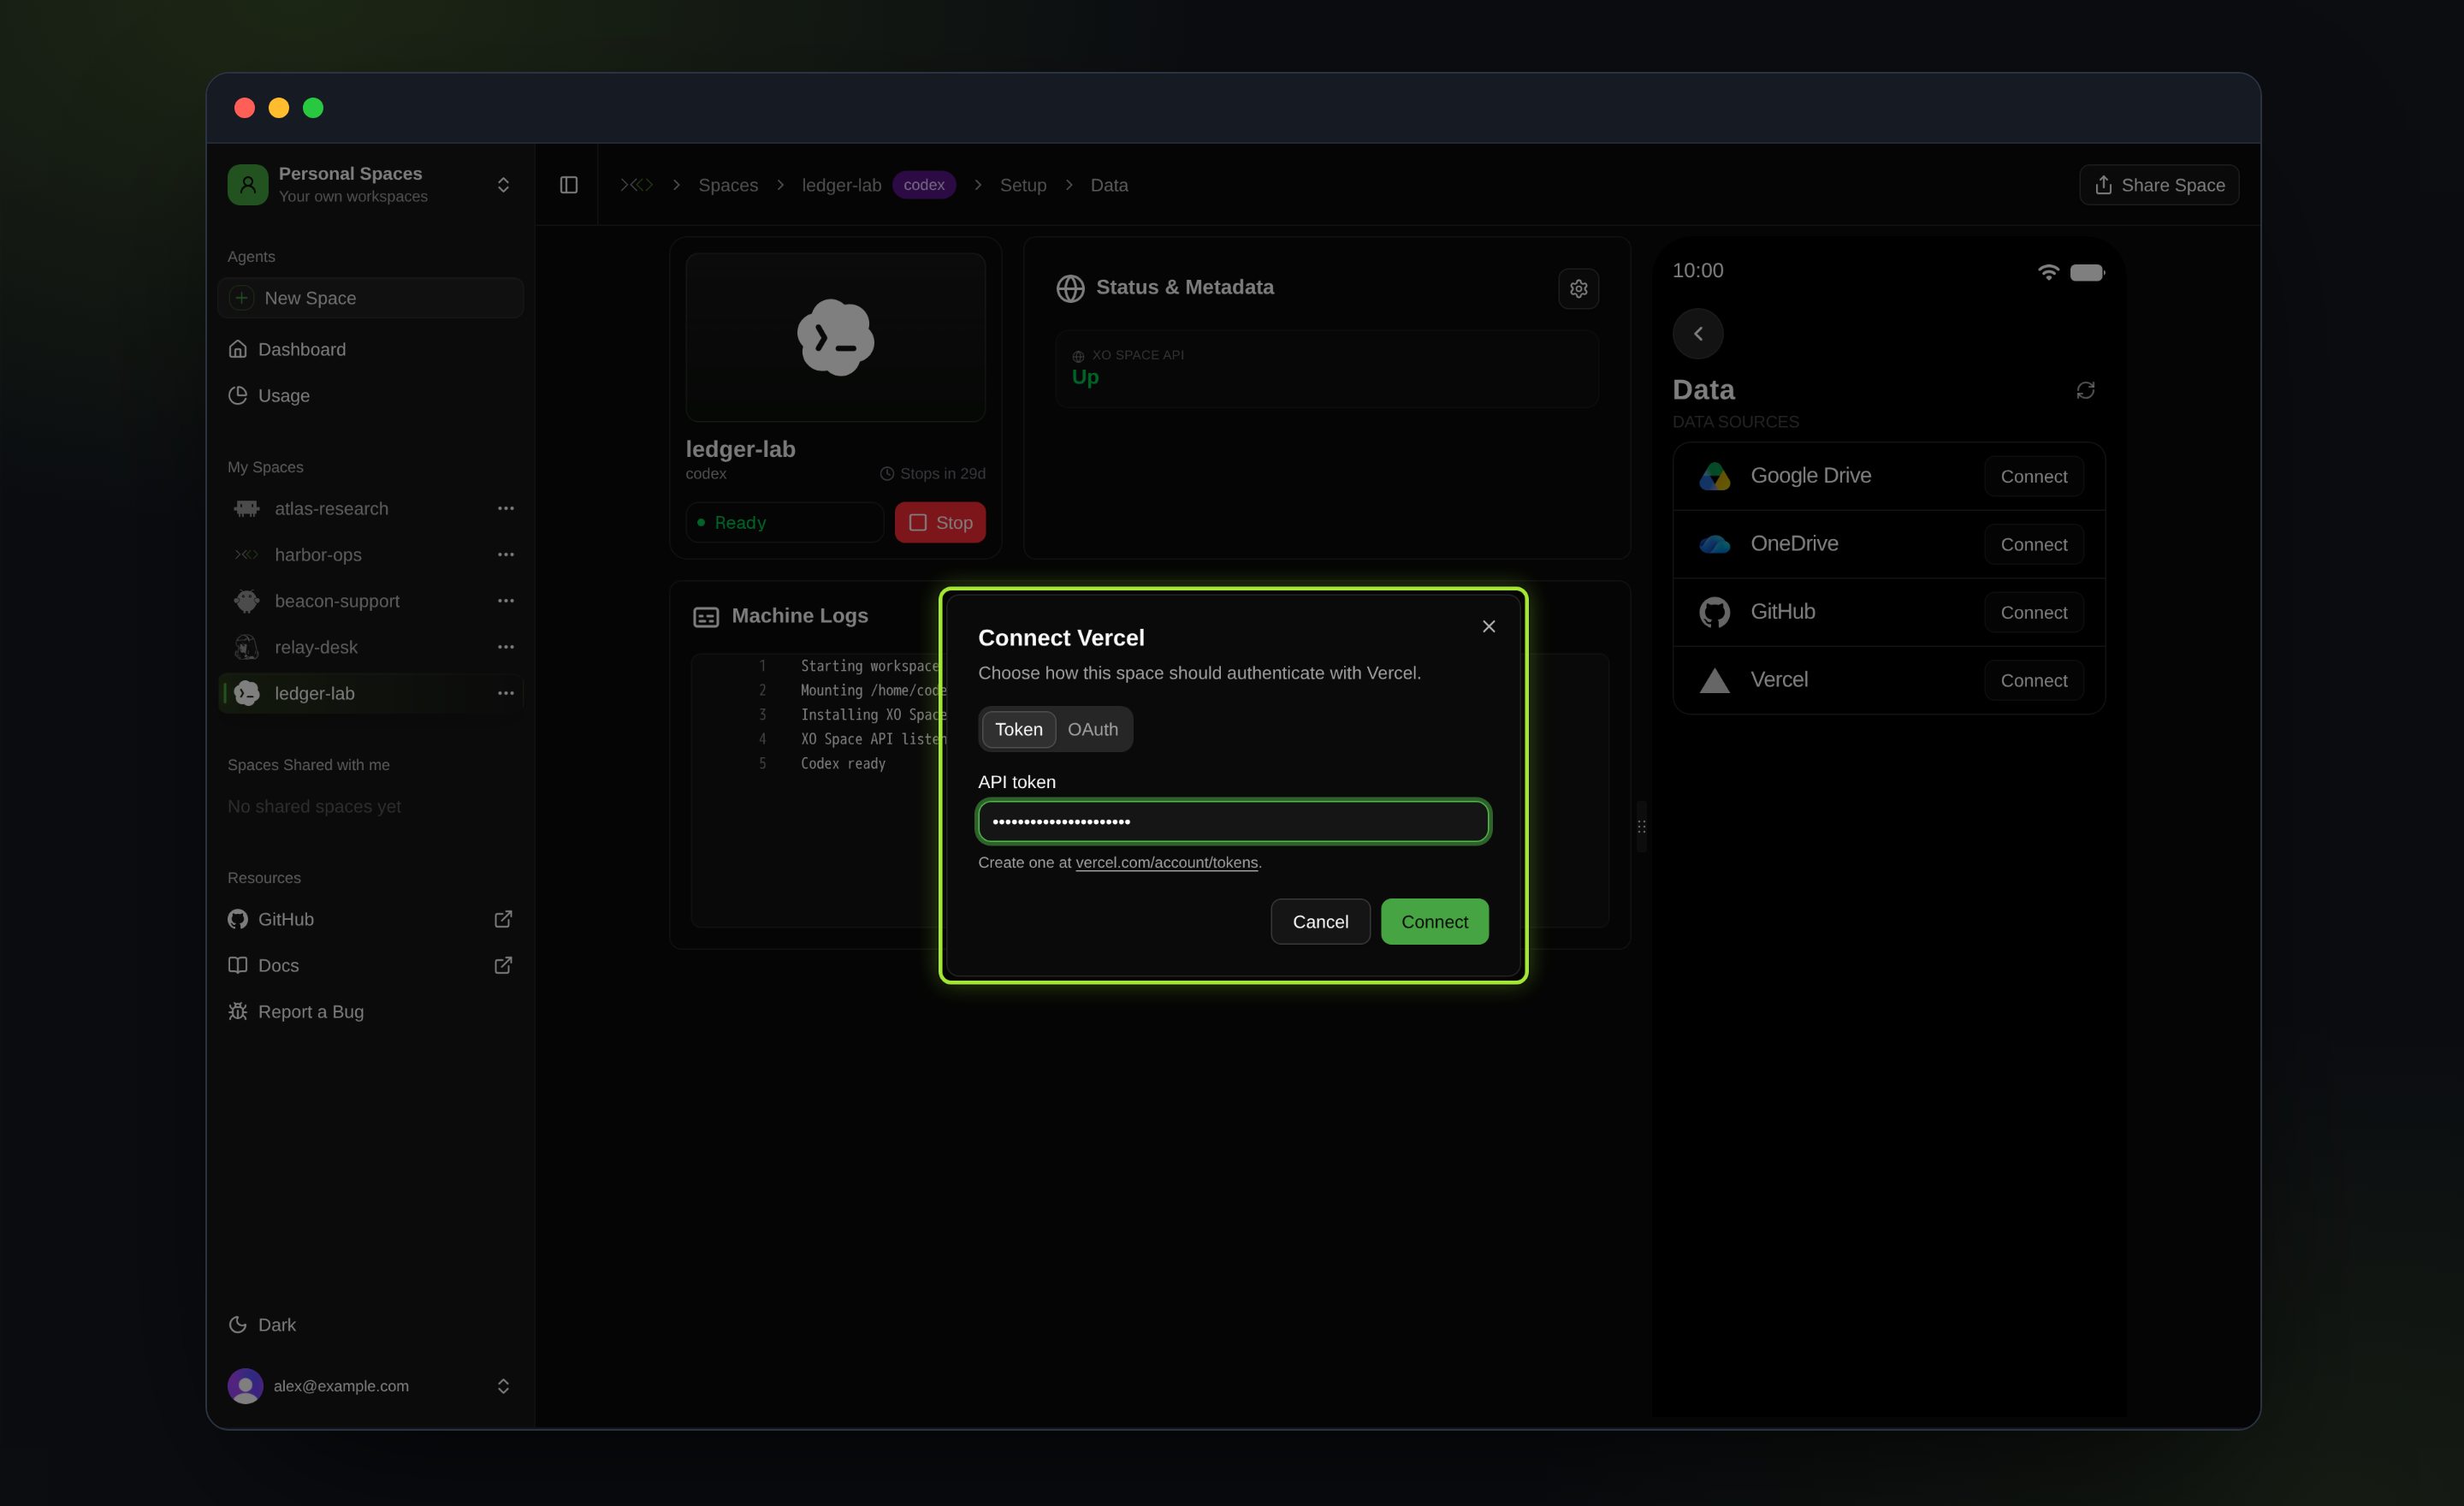 Personal Spaces
Your own workspaces
Agents
New Space
Dashboard
Usage
My Spaces
atlas-research
harbor-ops
beacon-support
relay-desk
ledger-lab
Spaces Shared with me
No shared spaces yet
Resources
GitHub
Docs
Report a Bug
Dark
alex@example.com
Spaces
ledger-lab codex
Setup
Data
Share Space
ledger-lab
codex
Stops in 29d
Ready
Stop
Status & Metadata
XO SPACE API
Up
Machine Logs
1 Starting workspace
2 Mounting /home/code
3 Installing XO Space
4 XO Space API listen
5 Codex ready
Connect Vercel
Choose how this space should authenticate with Vercel.
Token OAuth
API token
••••••••••••••••••••••
Create one at vercel.com/account/tokens.
Cancel Connect
10:00
Data
DATA SOURCES
Google Drive Connect
OneDrive Connect
GitHub Connect
Vercel Connect